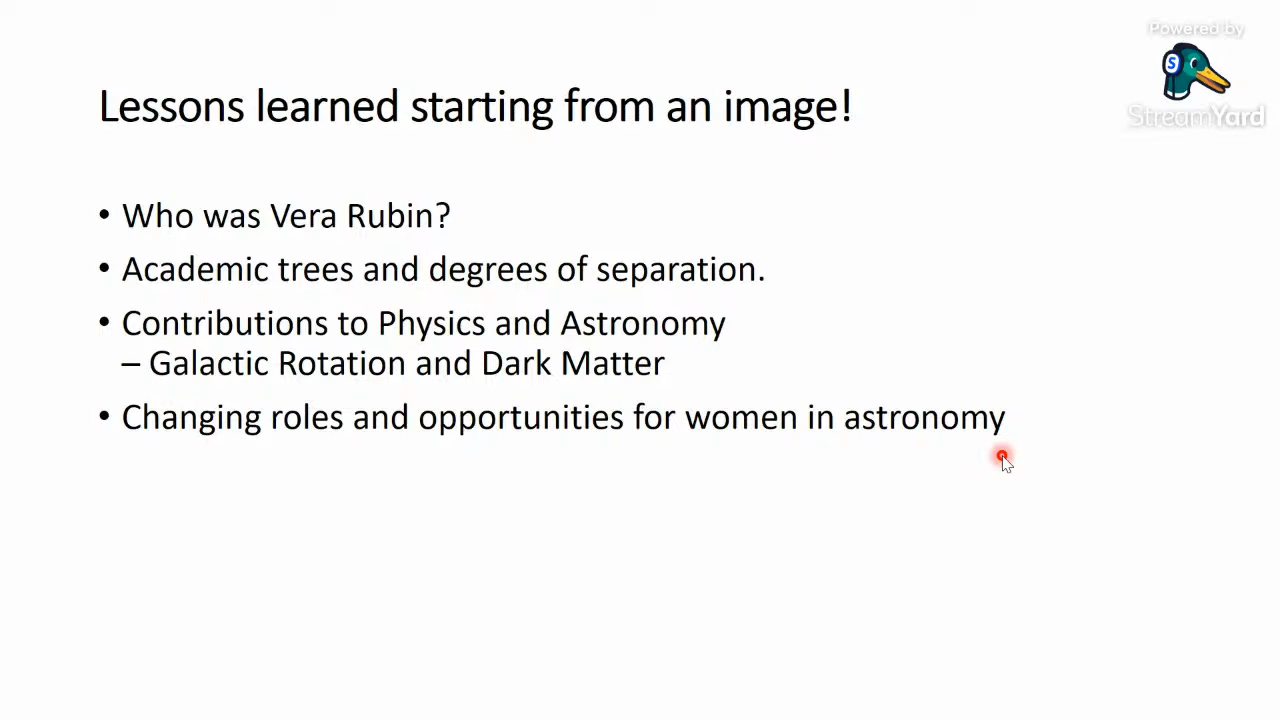 Powered by
StreamYard
Lessons learned starting from an image!
• Who was Vera Rubin?
• Academic trees and degrees of separation.
• Contributions to Physics and Astronomy
– Galactic Rotation and Dark Matter
• Changing roles and opportunities for women in astronomy